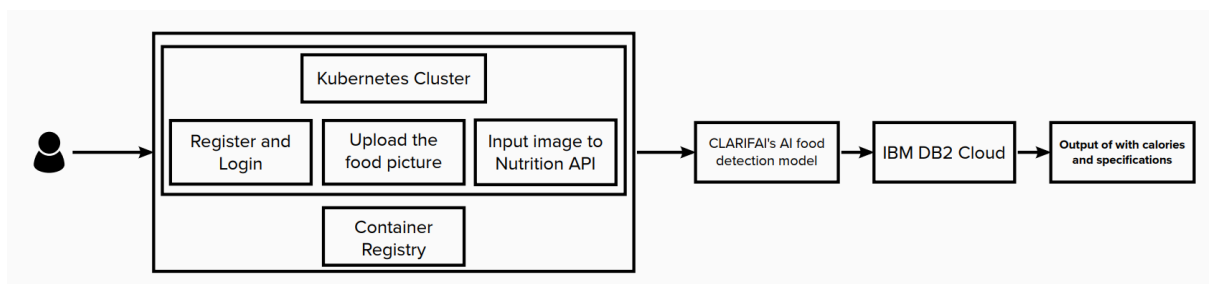 Kubernetes Cluster
Register and
Login
Upload the
food picture
Input image to
Nutrition API
Container
Registry
CLARIFAI's AI food
detection model
IBM DB2 Cloud
Output of with calories
and specifications